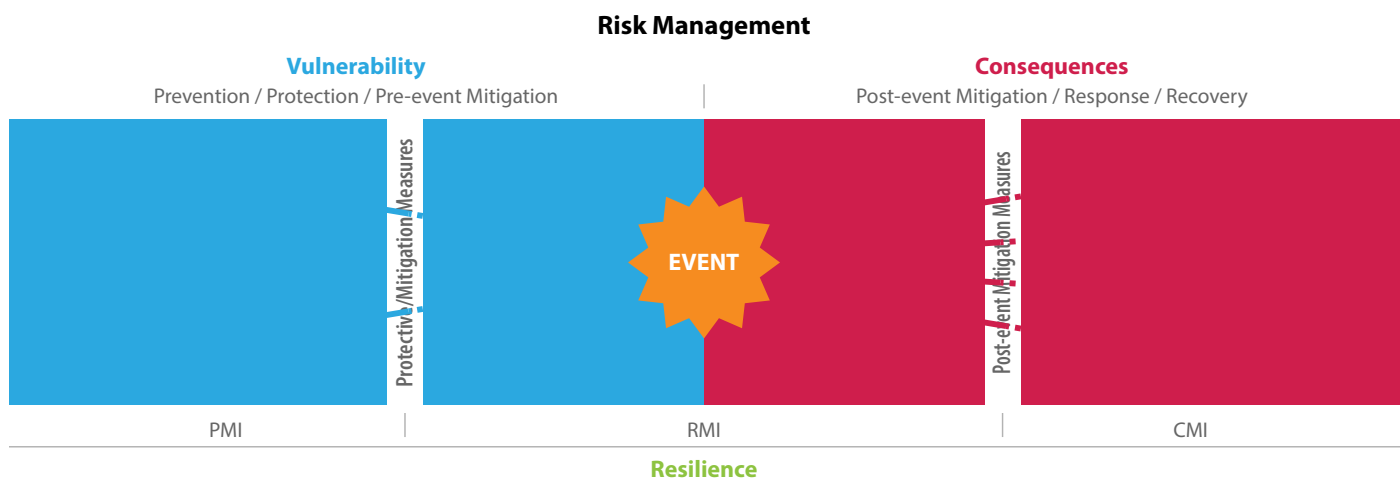 Risk Management
Vulnerability
Consequences
Prevention / Protection / Pre-event Mitigation
Post-event Mitigation / Response / Recovery
Protective/Mitigation Measures
EVENT
Post-event Mitigation Measures
PMI
RMI
CMI
Resilience